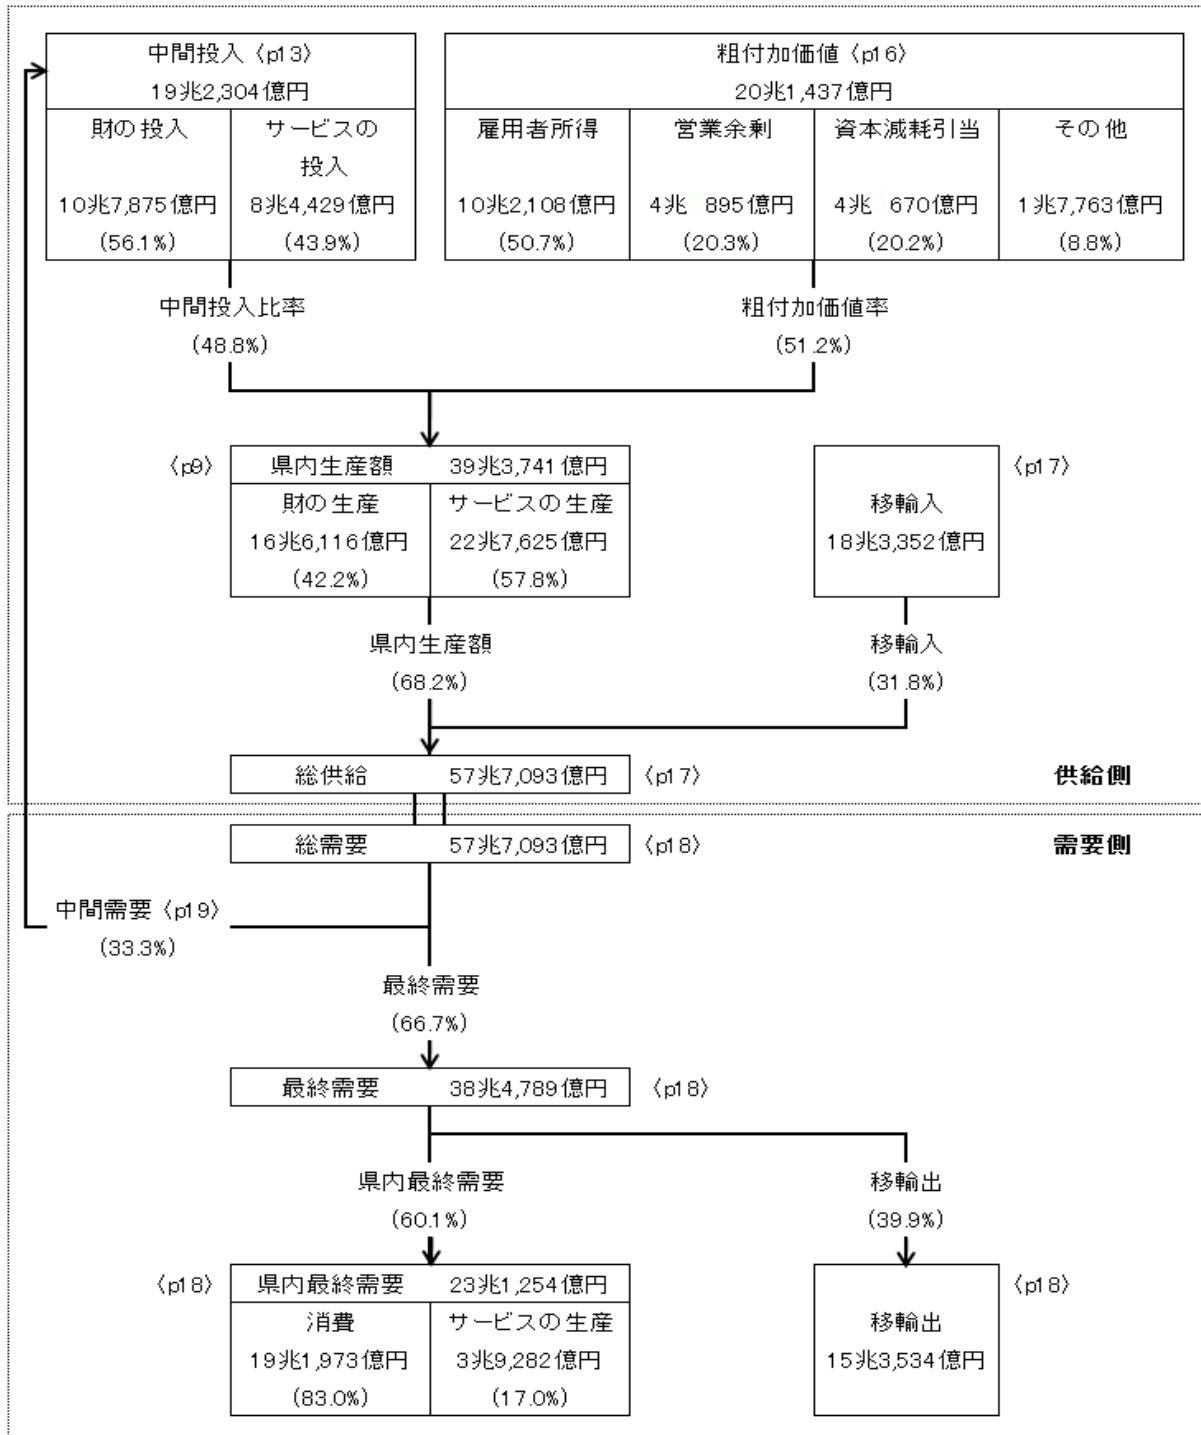 中間投入〈p13〉
19兆2,304億円
財の投入
10兆7,875億円
(56.1%)
サービスの
投入
8兆4,429億円
(43.9%)
粗付加価値〈p16〉
20兆1,437億円
雇用者所得
10兆2,108億円
(50.7%)
営業余剰
4兆 895億円
(20.3%)
資本減耗引当
4兆 670億円
(20.2%)
その他
1兆7,763億円
(8.8%)
中間投入比率
(48.8%)
粗付加価値率
(51.2%)
〈p9〉
県内生産額 39兆3,741億円
財の生産
16兆6,116億円
(42.2%)
サービスの生産
22兆7,625億円
(57.8%)
移輸入
18兆3,352億円
〈p17〉
県内生産額
(68.2%)
移輸入
(31.8%)
総供給 57兆7,093億円
〈p17〉
供給側
総需要 57兆7,093億円
〈p18〉
需要側
中間需要〈p19〉
(33.3%)
最終需要
(66.7%)
最終需要 38兆4,789億円
〈p18〉
県内最終需要
(60.1%)
移輸出
(39.9%)
〈p18〉
県内最終需要 23兆1,254億円
消費
19兆1,973億円
(83.0%)
サービスの生産
3兆9,282億円
(17.0%)
移輸出
15兆3,534億円
〈p18〉